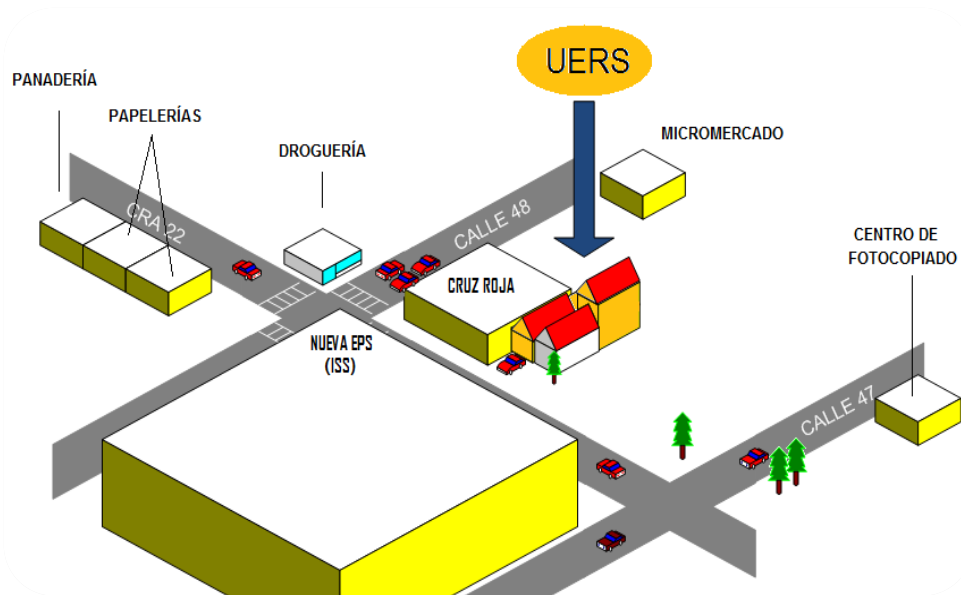 UERS
PANADERÍA
PAPELERÍAS
DROGUERÍA
MICROMERCADO
CRA 22
CALLE 48
CENTRO DE
FOTOCOPIADO
CRUZ ROJA
NUEVA EPS
(ISS)
CALLE 47